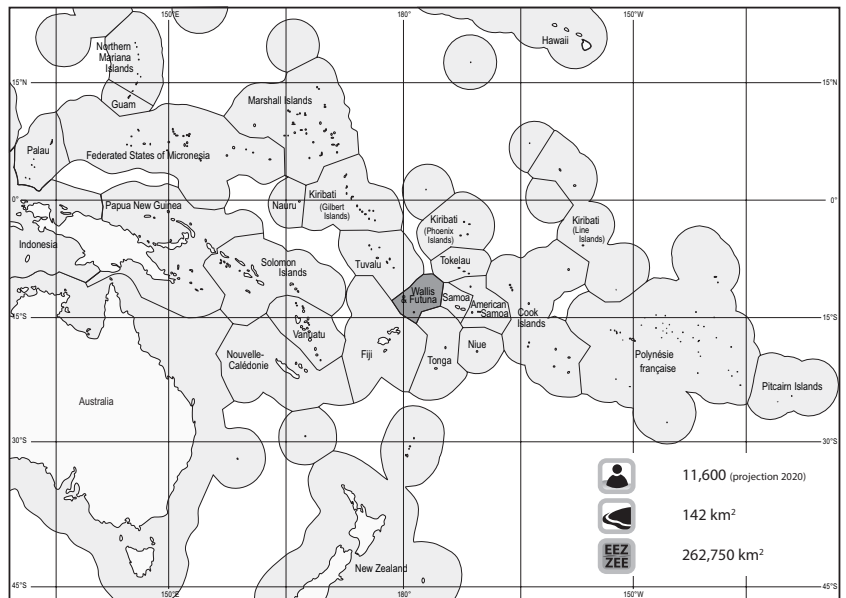 150°E
180°
150°W
Hawaii
Northern
Mariana
Islands
15°N
15°N
Guam
Marshall Islands
Palau
Federated States of Micronesia
0°
0°
Papua New Guinea
Nauru
Kiribati
(Gilbert
Islands)
Kiribati
(Phoenix
Islands)
Kiribati
(Line
Islands)
Indonesia
Solomon
Islands
Tuvalu
Tokelau
Wallis
& Futuna
Samoa
American
Samoa
Cook
Islands
15°S
15°S
Vanuatu
Nouvelle-
Calédonie
Fiji
Tonga
Niue
Polynésie
française
Pitcairn Islands
Australia
30°S
30°S
11,600 (projection 2020)
142 km²
EEZ
ZEE
262,750 km²
New Zealand
45°S
45°S
150°E
180°
150°W